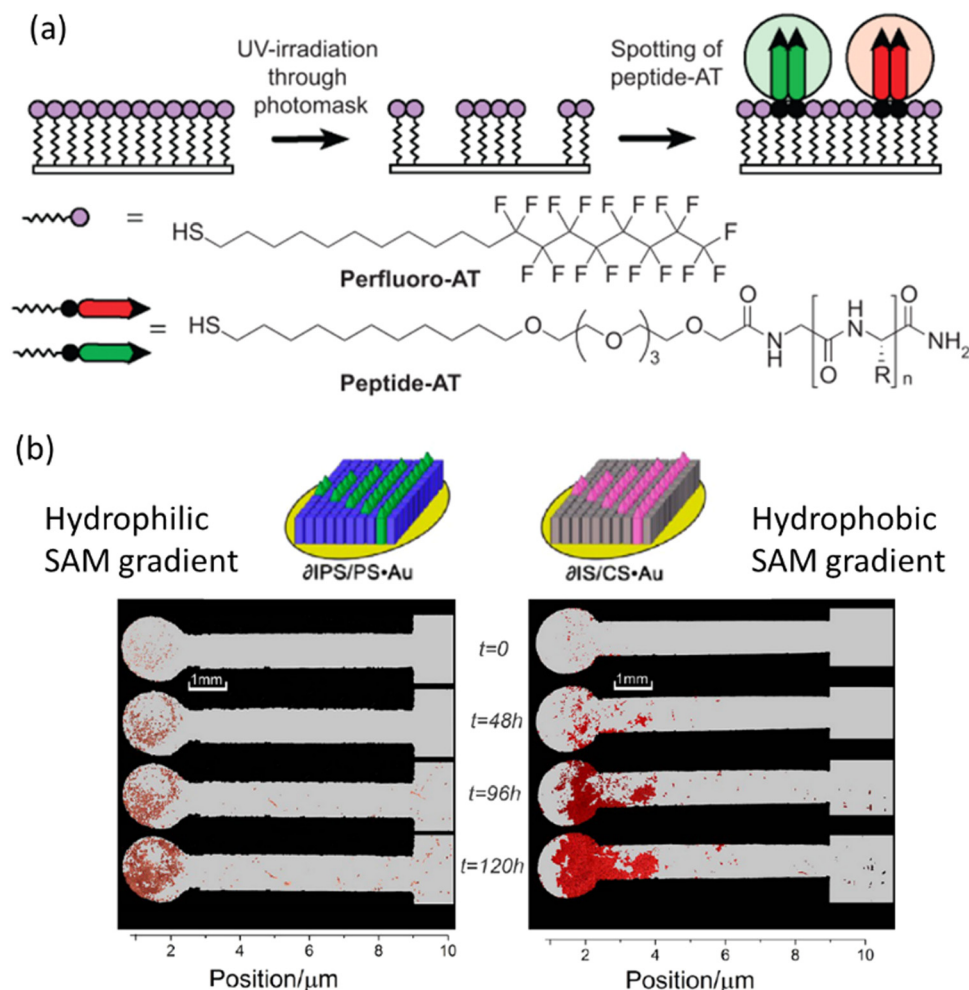 (a)
UV-irradiation
through
photomask
Spotting of
peptide-AT
=
HS
F F F F F F F F
F
F F F F F F F F
Perfluoro-AT
=
HS
O
O
3
O
O
N
H
O
H
N
R
n
O
NH2
Peptide-AT
(b)
Hydrophilic
SAM gradient
∂IPS/PS•Au
∂IS/CS•Au
Hydrophobic
SAM gradient
t=0
1mm
1mm
t=48h
t=96h
t=120h
2 4 6 8 10
Position/μm
2 4 6 8 10
Position/μm